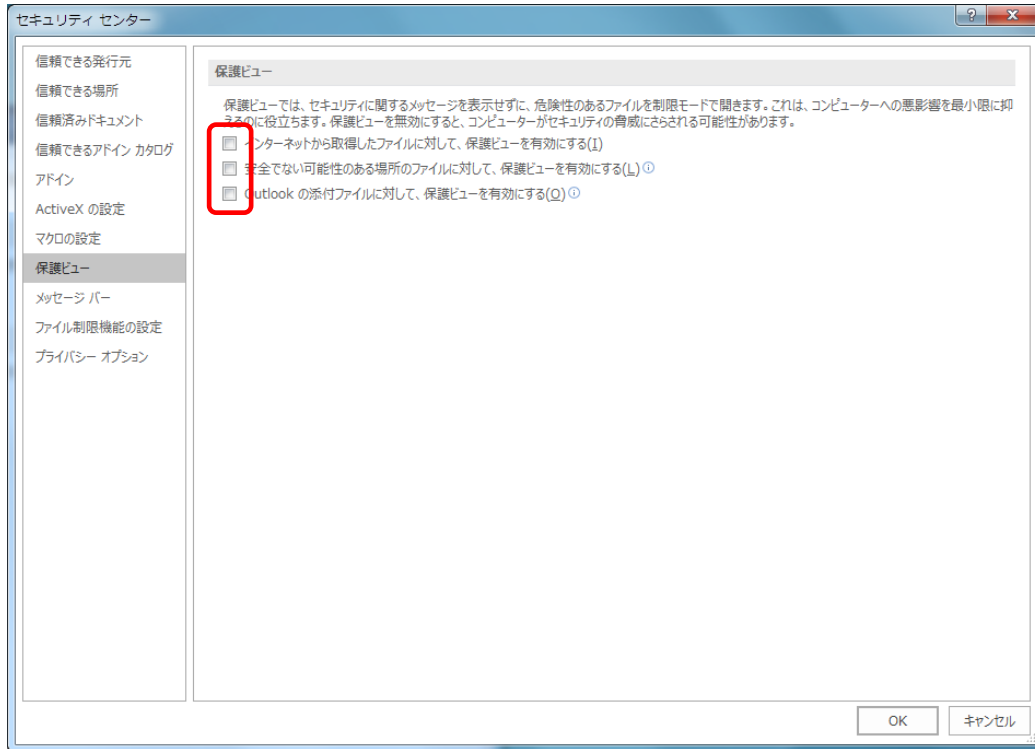 セキュリティ センター
信頼できる発行元
信頼できる場所
信頼済みドキュメント
信頼できるアドイン カタログ
アドイン
ActiveX の設定
マクロの設定
保護ビュー
メッセージ バー
ファイル制限機能の設定
プライバシー オプション
保護ビュー
保護ビューでは、セキュリティに関するメッセージを表示せずに、危険性のあるファイルを制限モードで開きます。これは、コンピューターへの悪影響を最小限に抑
えるのに役立ちます。保護ビューを無効にすると、コンピューターがセキュリティの脅威にさらされる可能性があります。
インターネットから取得したファイルに対して、保護ビューを有効にする(I)
安全でない可能性のある場所のファイルに対して、保護ビューを有効にする(L)
Outlook の添付ファイルに対して、保護ビューを有効にする(O)
OK
キャンセル